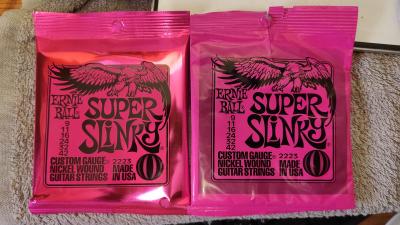 ERNIE
BALL
SUPER
SLINKY
9
11
16
24
32
42
CUSTOM GAUGE 2223
NICKEL WOUND MADE
GUITAR STRINGS IN USA
ERNIE
BALL
SUPER
SLINKY
9
11
16
24
32
42
CUSTOM GAUGE 2223
NICKEL WOUND MADE
GUITAR STRINGS IN USA